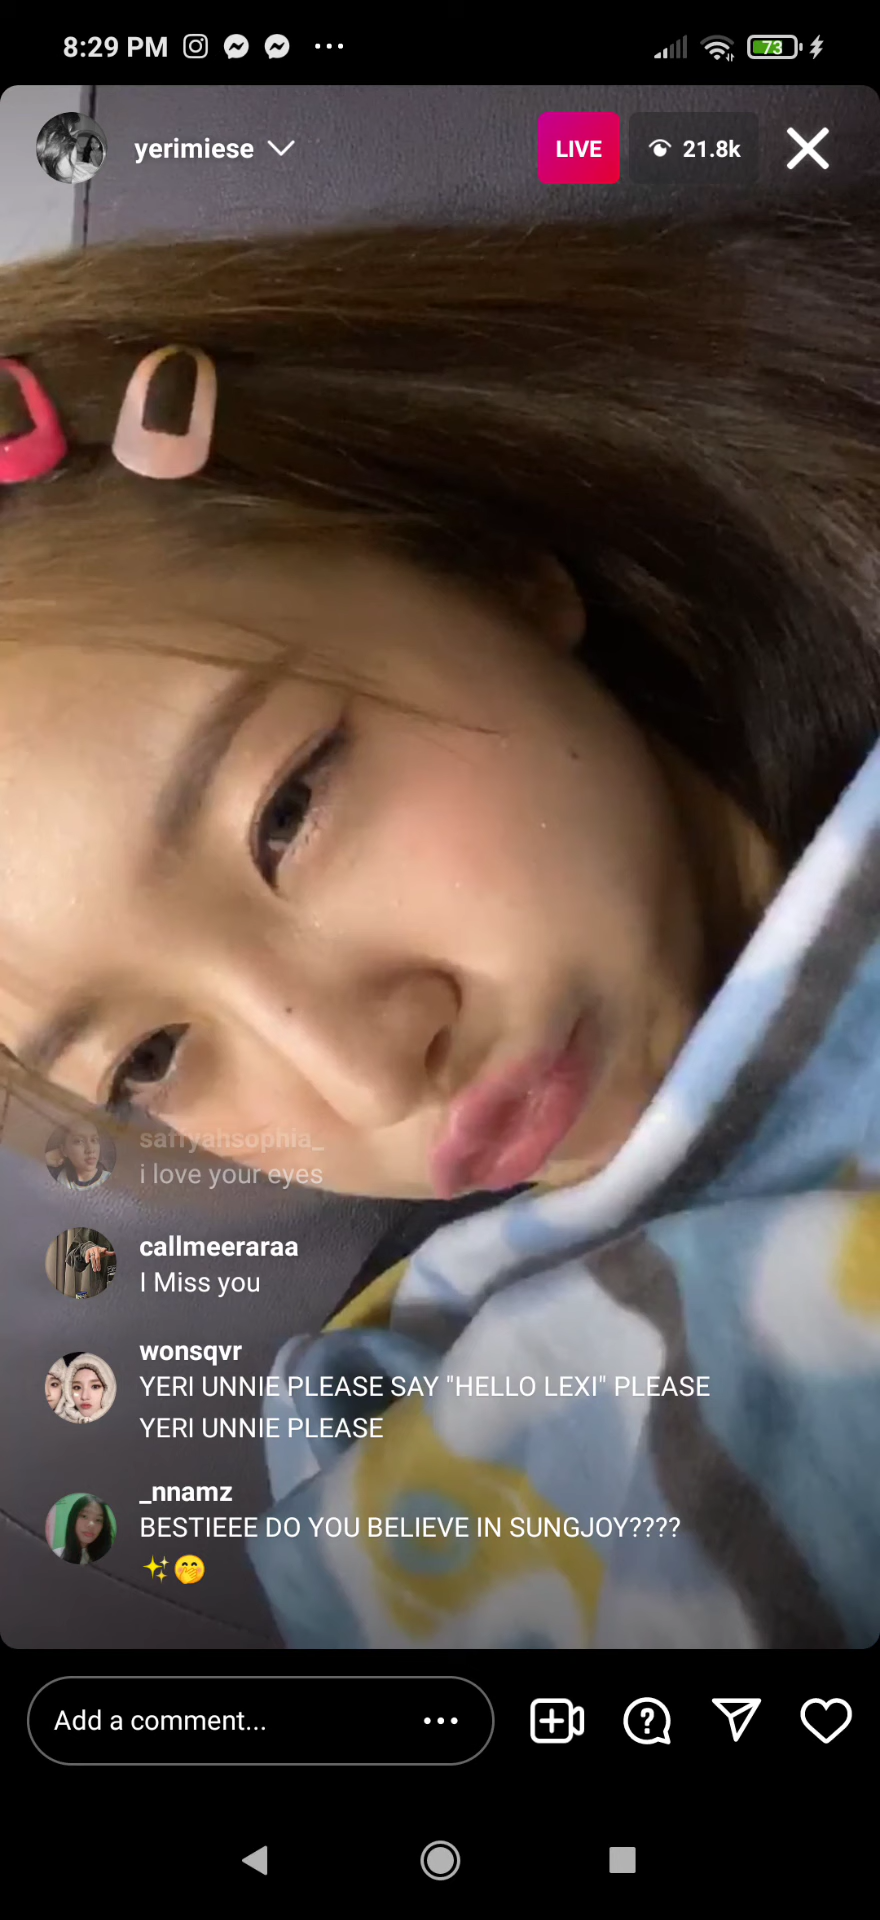 8:29 PM
73
yerimiese
LIVE
21.8k
saffyahsophia_
i love your eyes
callmeeraraa
I Miss you
wonsqvr
YERI UNNIE PLEASE SAY "HELLO LEXI" PLEASE
YERI UNNIE PLEASE
_nnamz
BESTIEEE DO YOU BELIEVE IN SUNGJOY????
✨🤭
Add a comment...